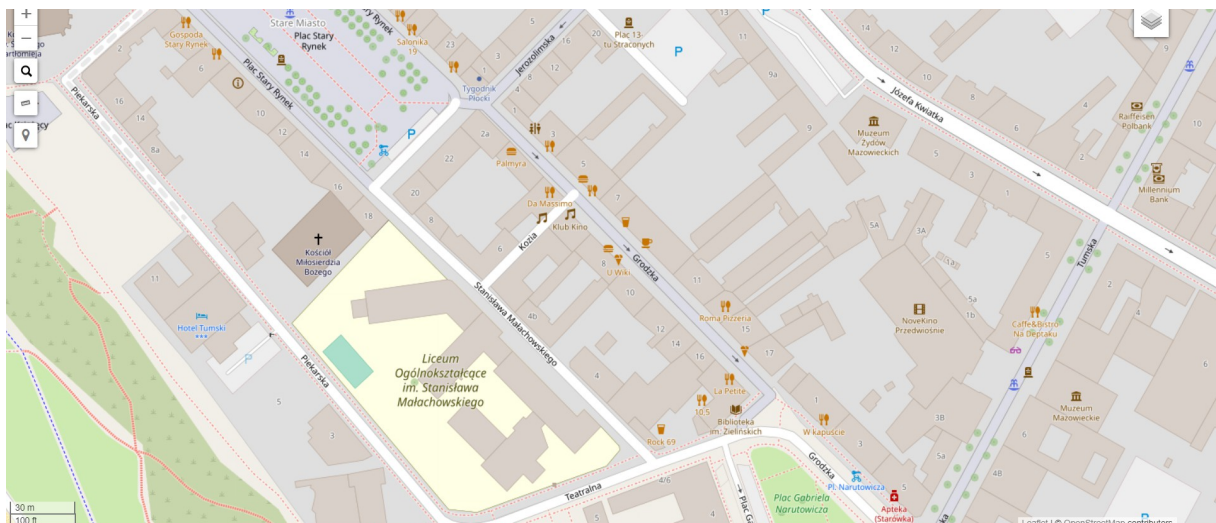 +
−
Gospoda
Stary Rynek
Stare Miasto
Plac Stary
Rynek
Salonika
19
Plac 13-
tu Straconych
P
P
Jerozolimska
Tygodnik
Płocki
Plac Stary Rynek
Piekarska
P
Józefa Kwiatka
Raiffeisen
Polbank
Muzeum
Żydów
Mazowieckich
Millennium
Bank
Palmyra
Da Massimo
Klub Kino
Kozia
U Wiki
Grodzka
Kościół
Miłosierdzia
Bożego
Stanisława Małachowskiego
Tumska
Hotel Tumski
P
Piekarska
Liceum
Ogólnokształcące
im. Stanisława
Małachowskiego
Roma Pizzeria
NoveKino
Przedwiośnie
Caffe&Bistro
Na Deptaku
La Petite
10.5
Biblioteka
im. Zielińskich
Rock 69
W kapuście
Muzeum
Mazowieckie
Teatralna
Grodzka
Pl. Narutowicza
Plac Gabriela
Narutowicza
Plac G
Apteka
(Starówka)
P
30 m
100 ft
Leaflet | © OpenStreetMap contributors